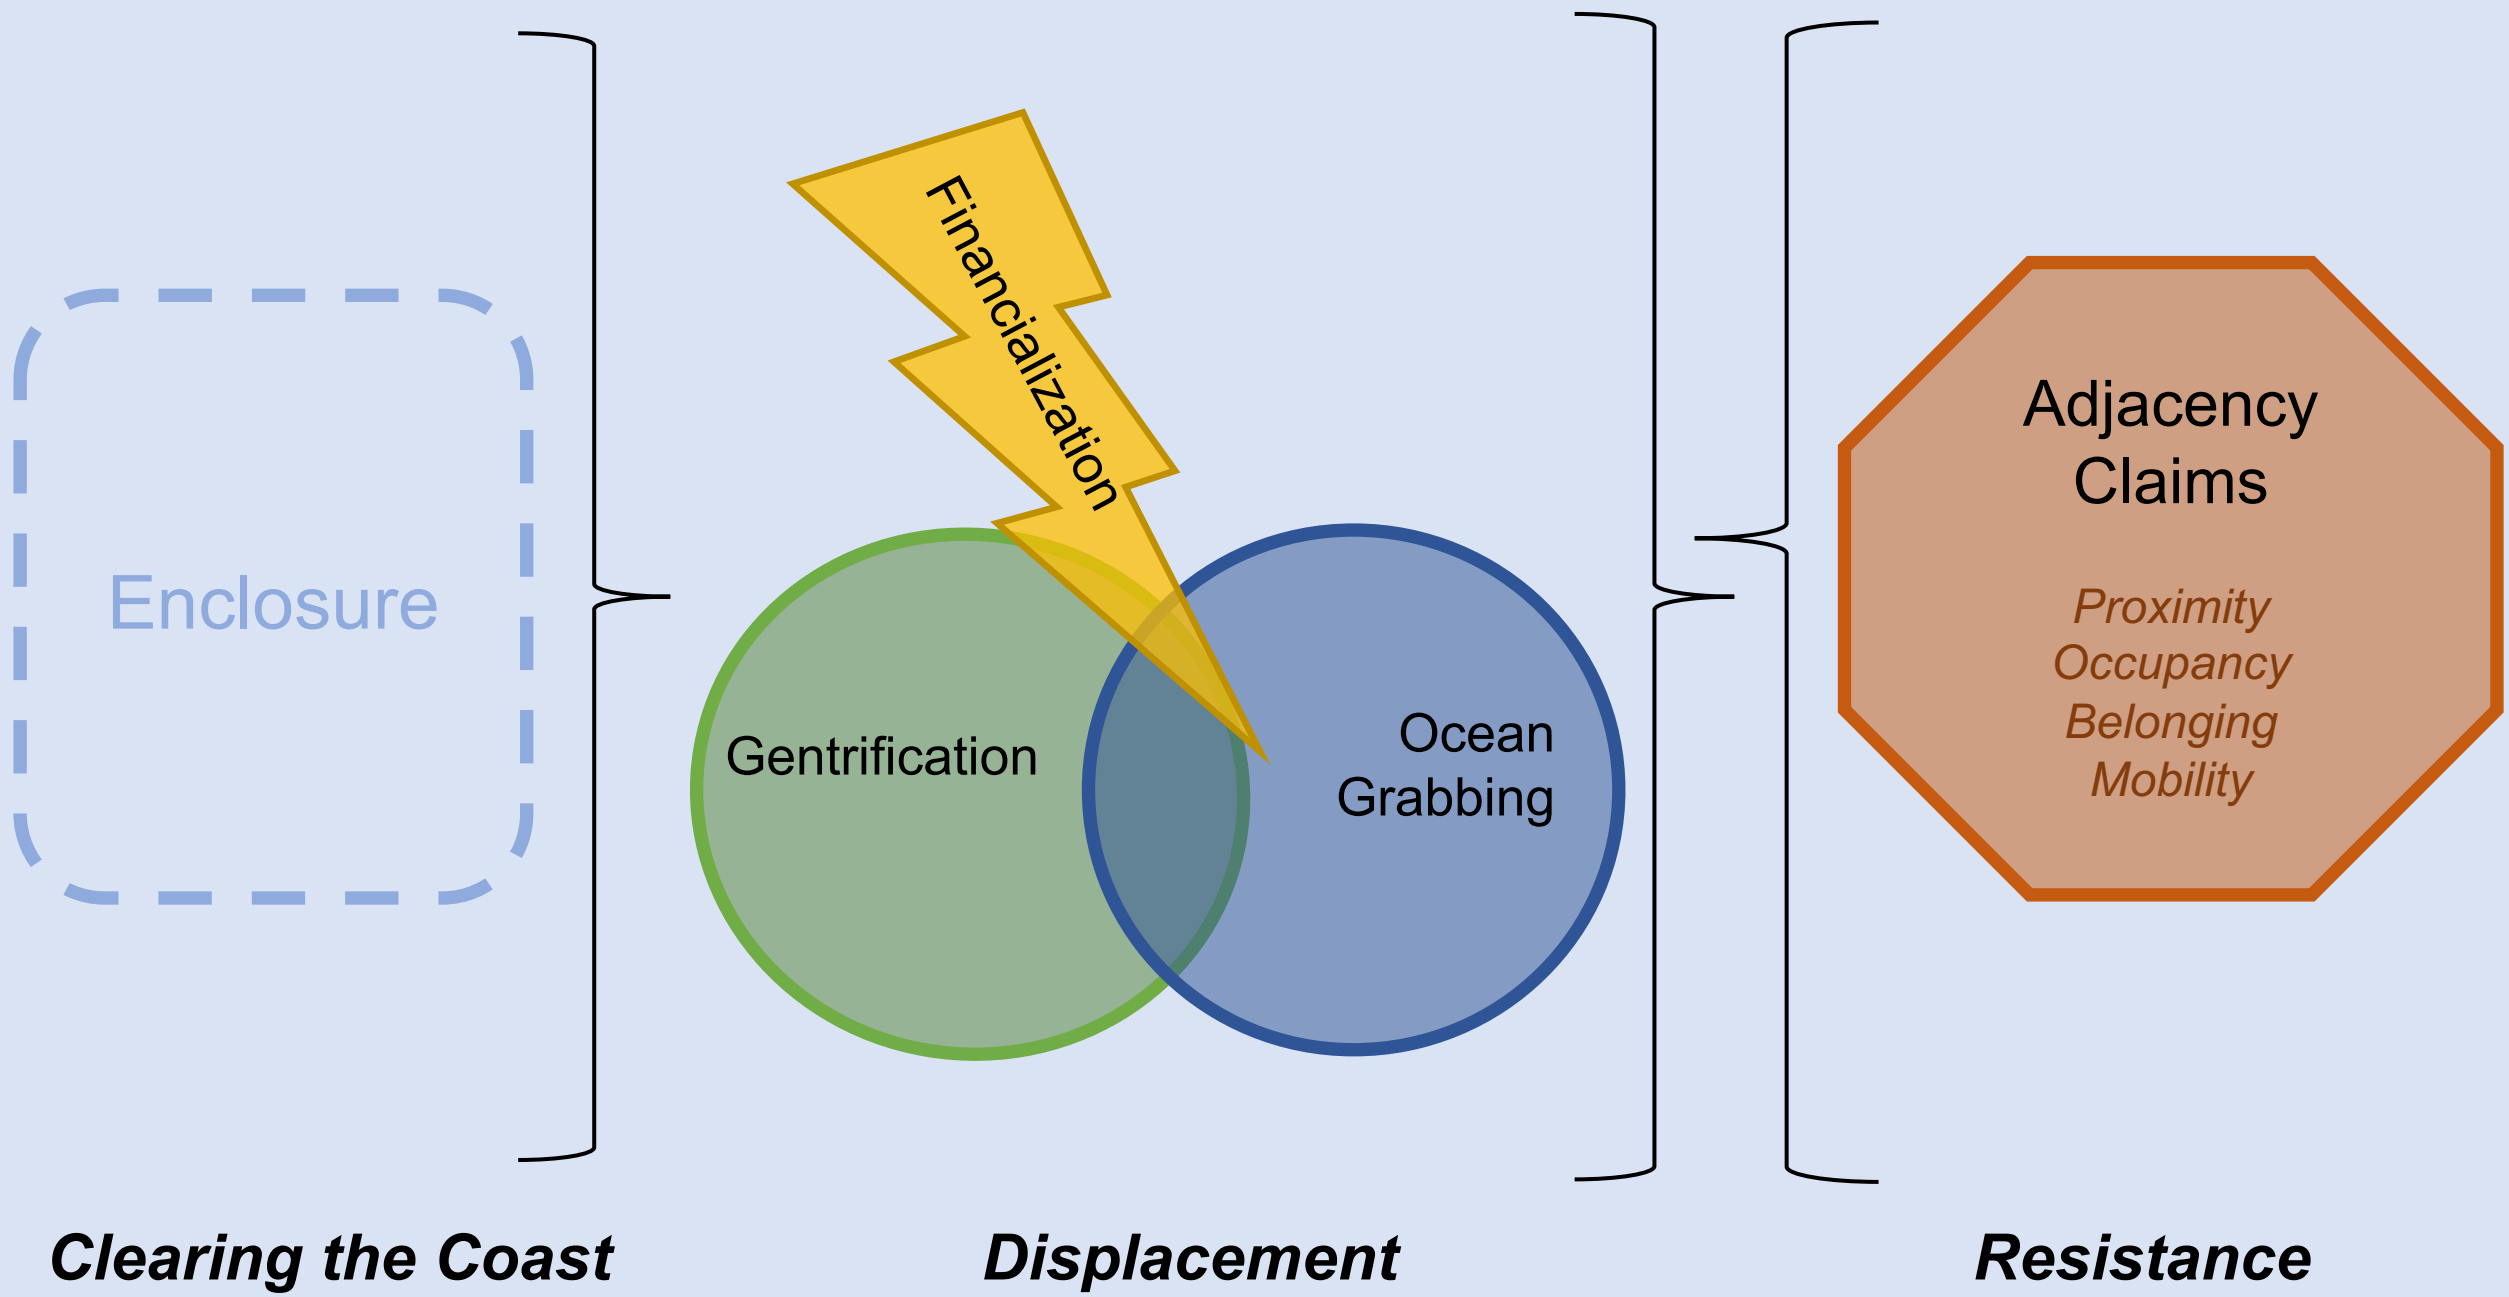 Enclosure
Financialization
Gentrification
Ocean
Grabbing
Adjacency
Claims
Proximity
Occupancy
Belonging
Mobility
Clearing the Coast
Displacement
Resistance